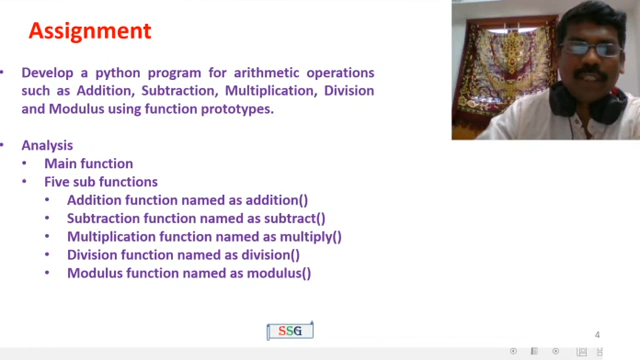 Assignment
• Develop a python program for arithmetic operations
such as Addition, Subtraction, Multiplication, Division
and Modulus using function prototypes.
• Analysis
• Main function
• Five sub functions
• Addition function named as addition()
• Subtraction function named as subtract()
• Multiplication function named as multiply()
• Division function named as division()
• Modulus function named as modulus()
SSG
4